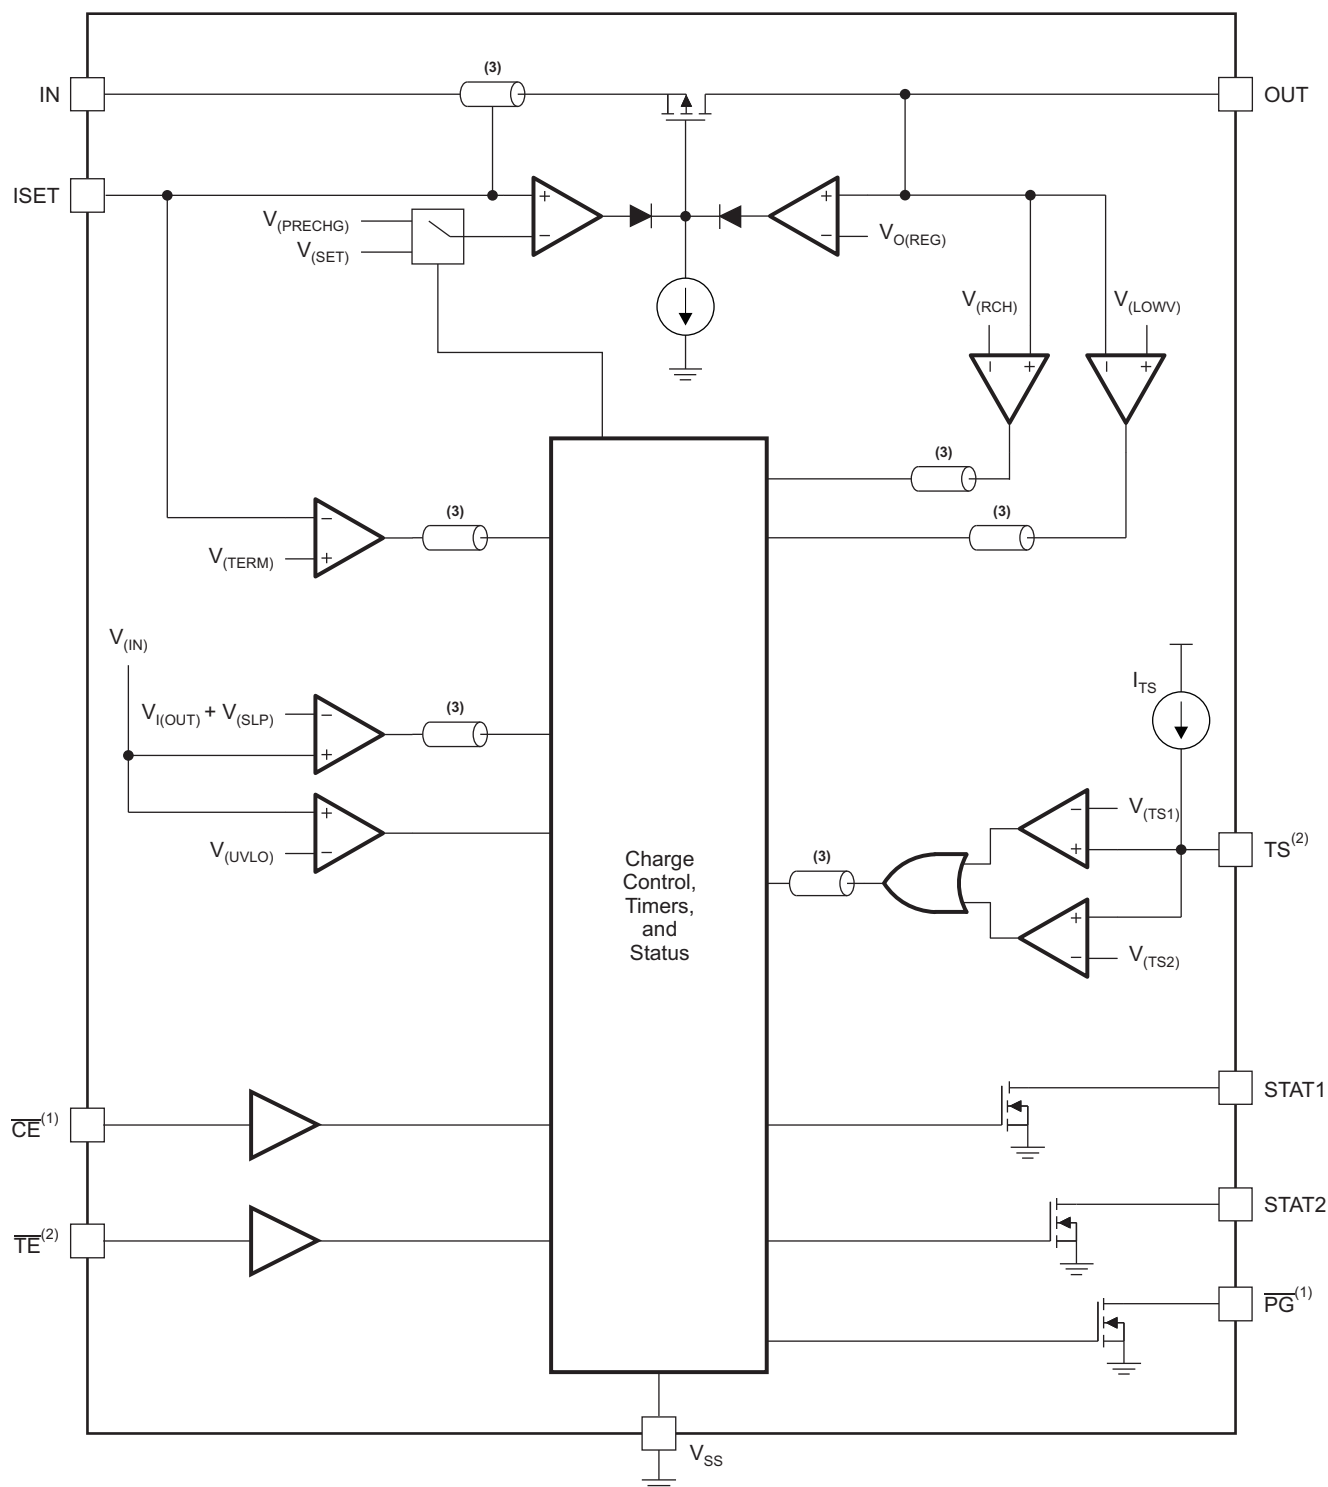 (3)
IN
OUT
ISET
+
+
V(PRECHG)
V(SET)
−
−
VO(REG)
V(RCH)
V(LOWV)
−
+
−
+
(3)
(3)
(3)
−
V(TERM)
+
V(IN)
ITS
VI(OUT) + V(SLP)
−
(3)
+
V(TS1)
−
+
V(UVLO)
−
+
TS(2)
(3)
Charge
Control,
Timers,
and
Status
+
V(TS2)
−
STAT1
CE(1)
STAT2
TE(2)
PG(1)
VSS